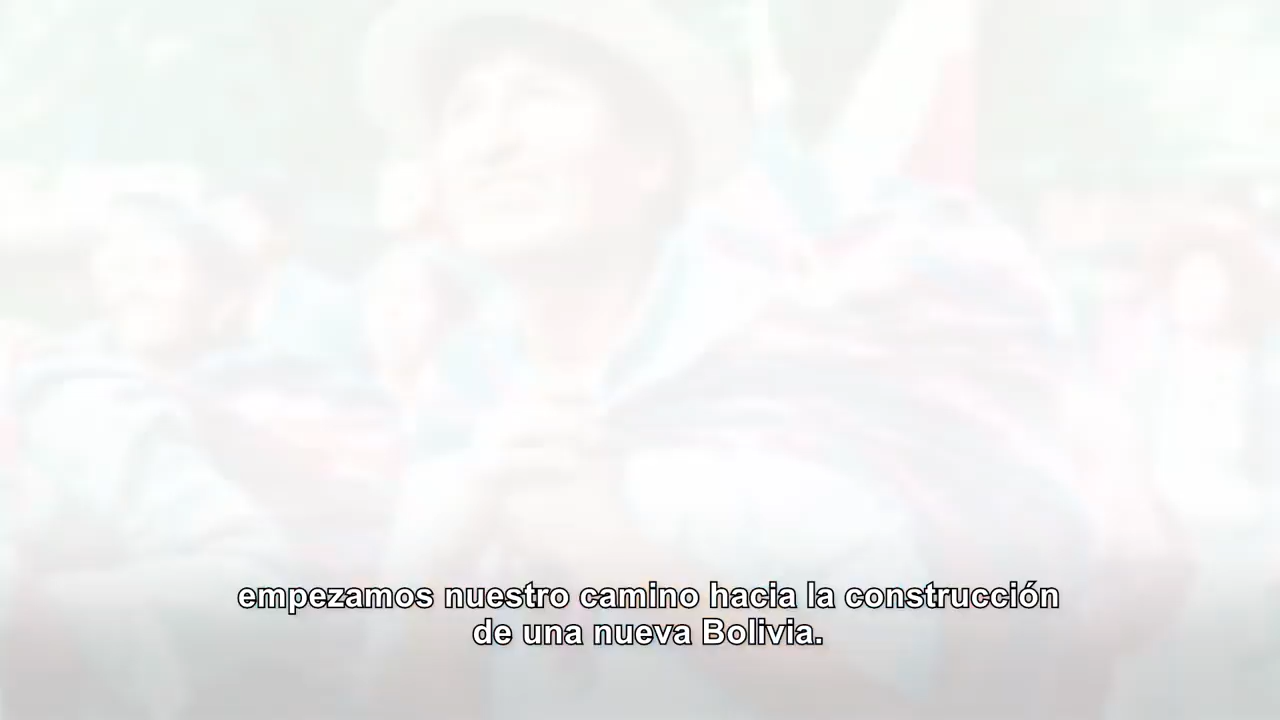 empezamos nuestro camino hacia la construcción
de una nueva Bolivia.